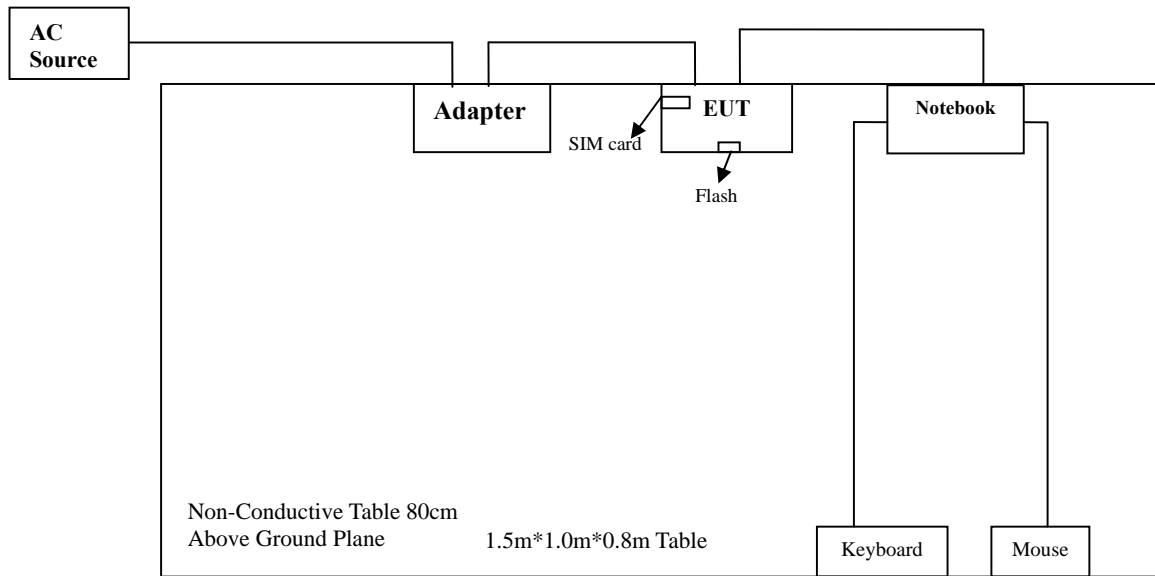 AC
Source
Adapter
EUT
Notebook
SIM card
Flash
Non-Conductive Table 80cm
Above Ground Plane
1.5m*1.0m*0.8m Table
Keyboard
Mouse